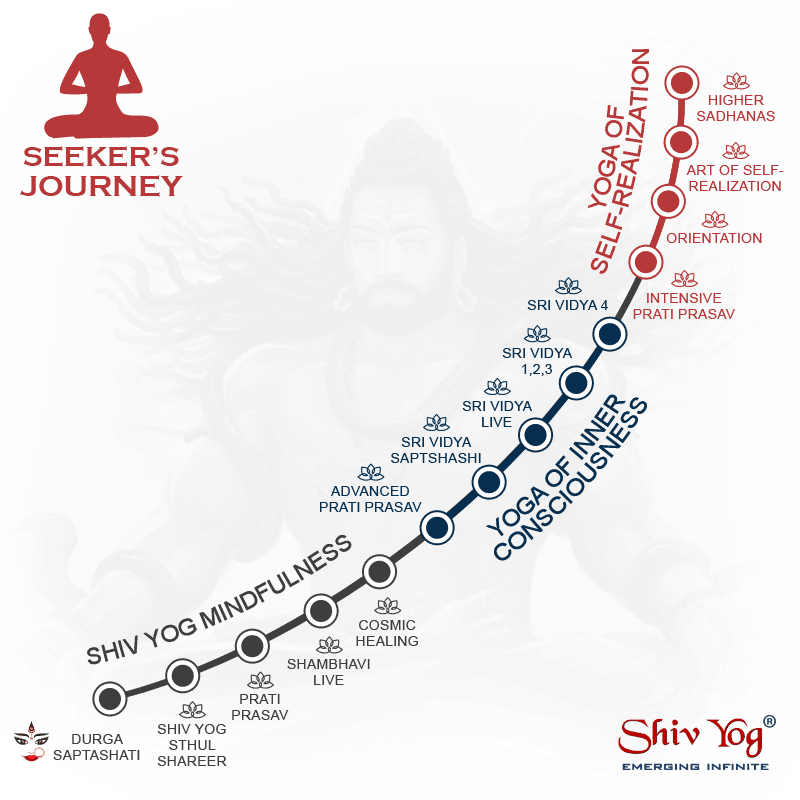 SEEKER'S
JOURNEY
YOGA OF
SELF-REALIZATION
HIGHER
SADHANAS
ART OF SELF-
REALIZATION
ORIENTATION
INTENSIVE
PRATI PRASAV
SRI VIDYA 4
SRI VIDYA
1,2,3
SRI VIDYA
LIVE
SRI VIDYA
SAPTSHASHI
ADVANCED
PRATI PRASAV
YOGA OF INNER
CONSCIOUSNESS
SHIV YOG MINDFULNESS
COSMIC
HEALING
SHAMBHAVI
LIVE
PRATI
PRASAV
SHIV YOG
STHUL
SHAREER
DURGA
SAPTASHATI
Shiv Yog®
EMERGING INFINITE